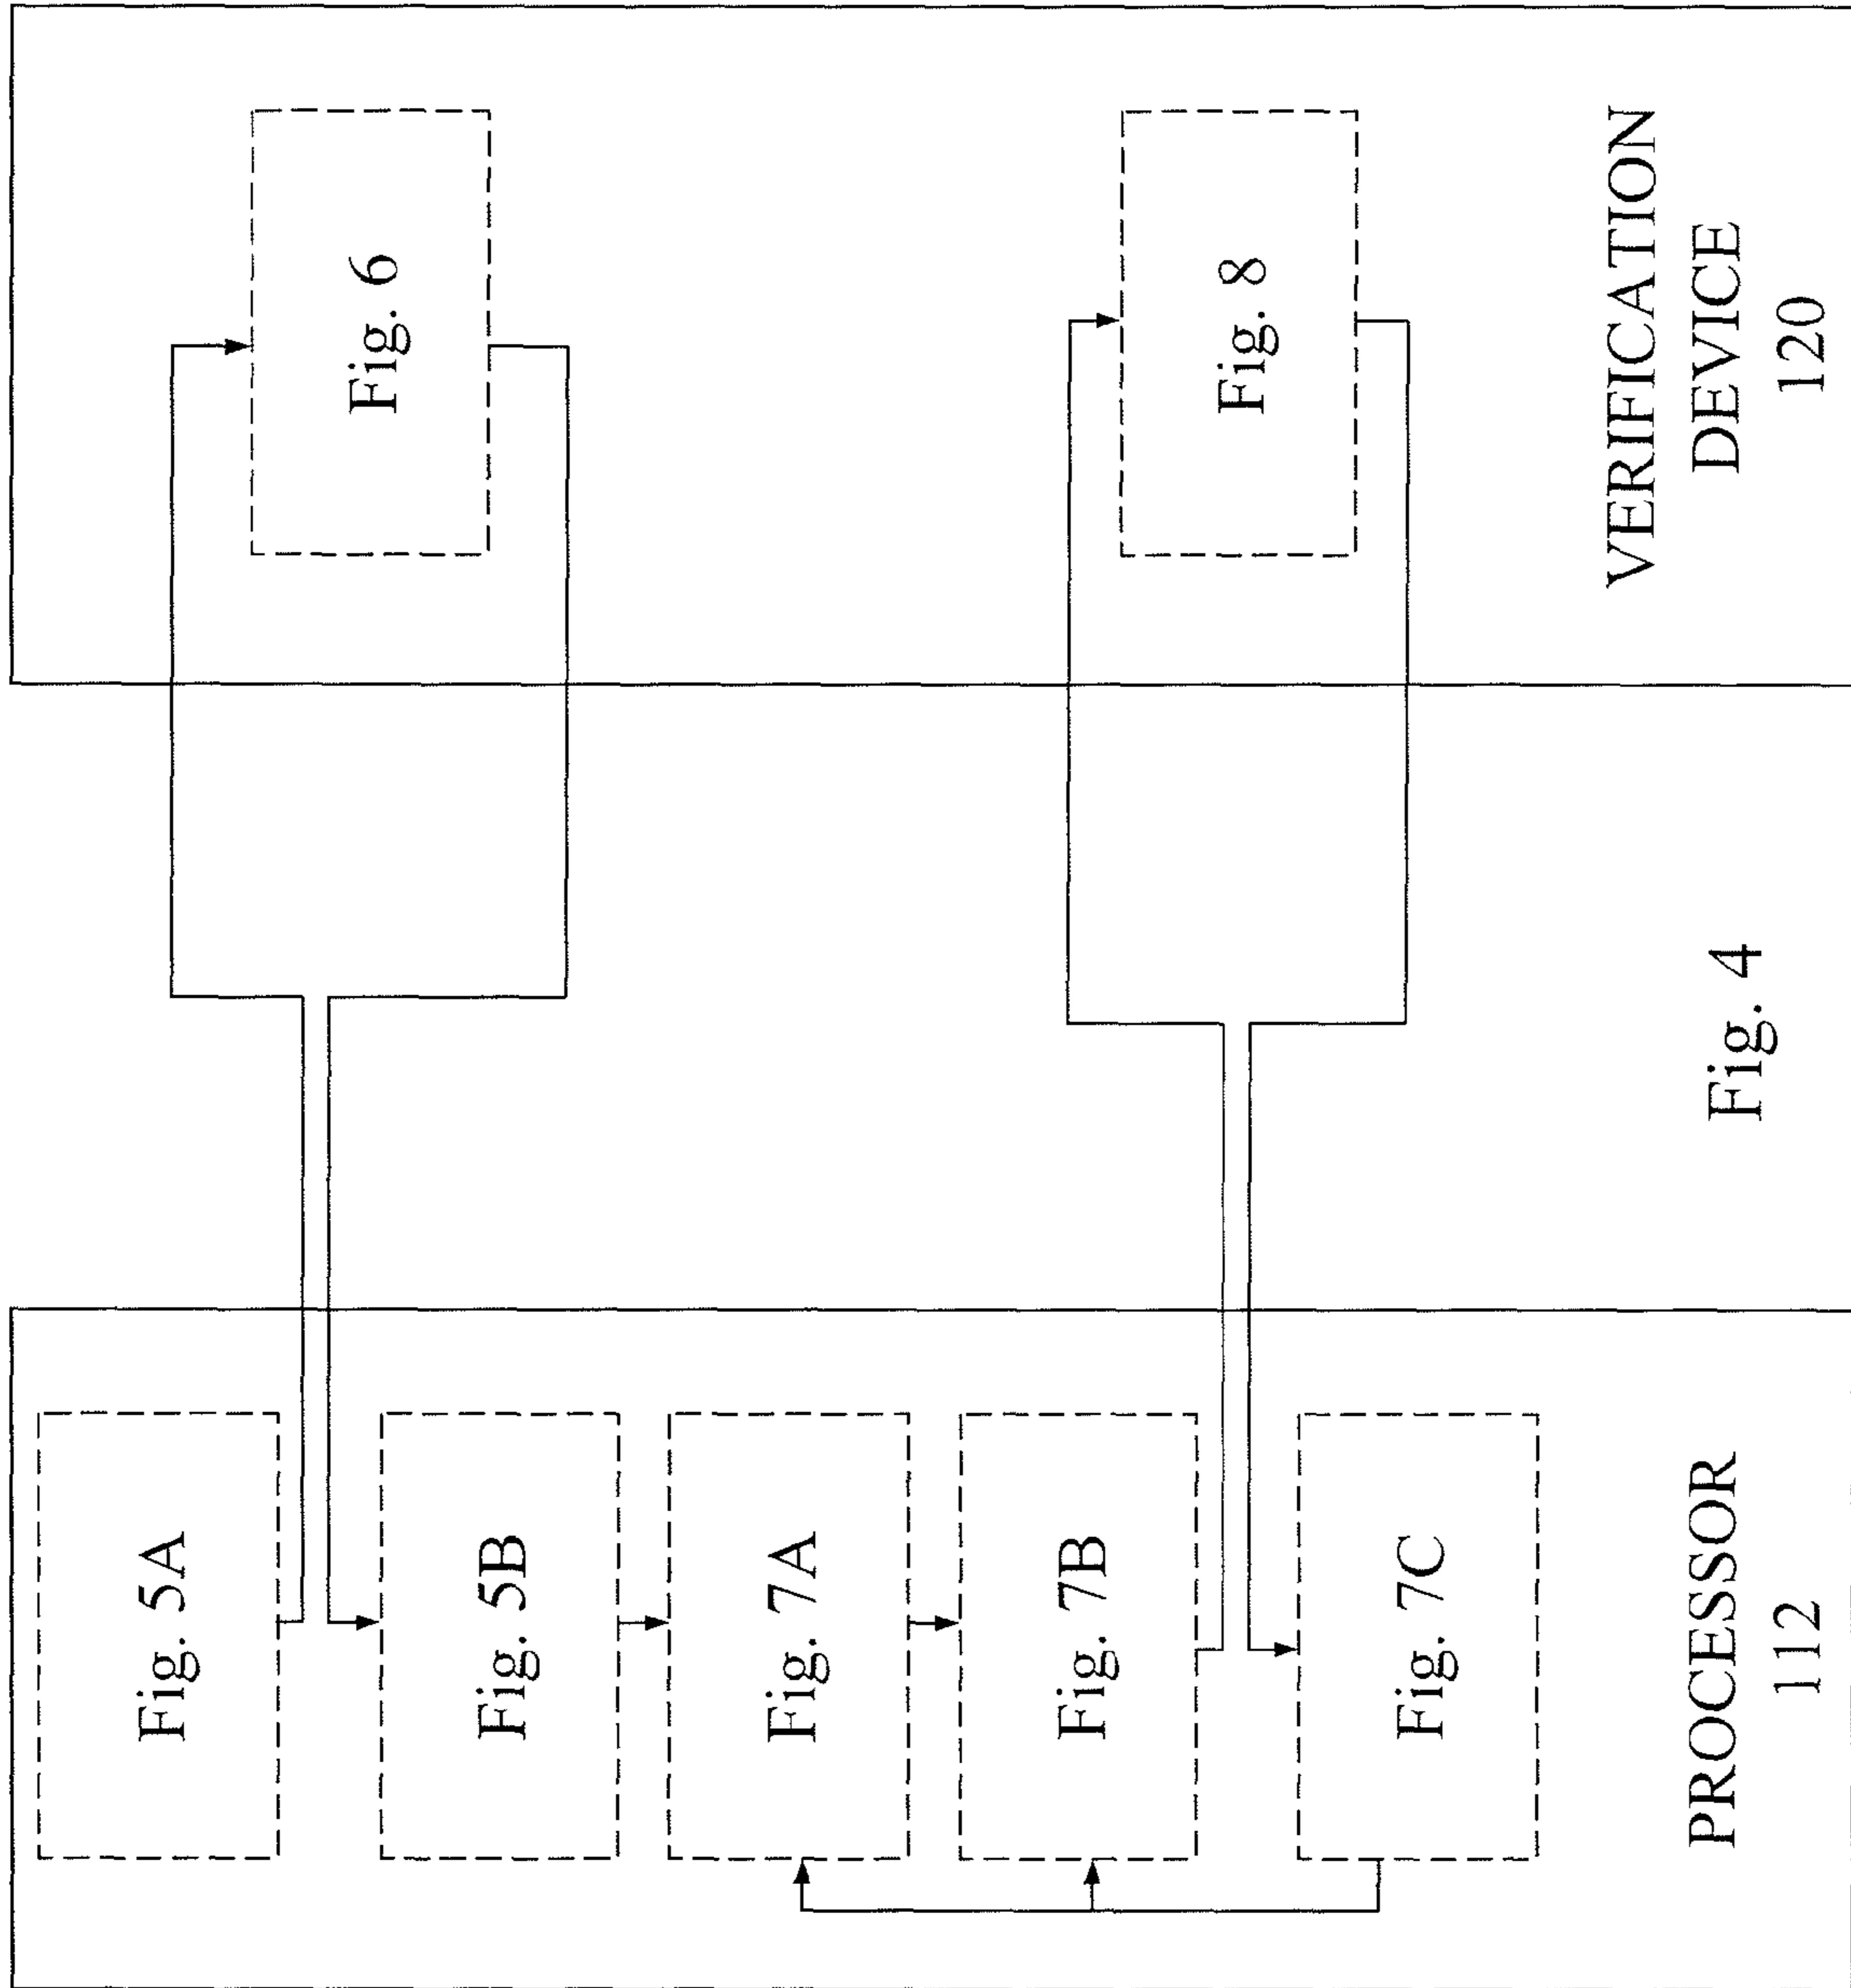 Fig. 5A
Fig. 5B
Fig. 7A
Fig. 7B
Fig. 7C
PROCESSOR
112
Fig. 6
Fig. 8
VERIFICATION
DEVICE
120
Fig. 4